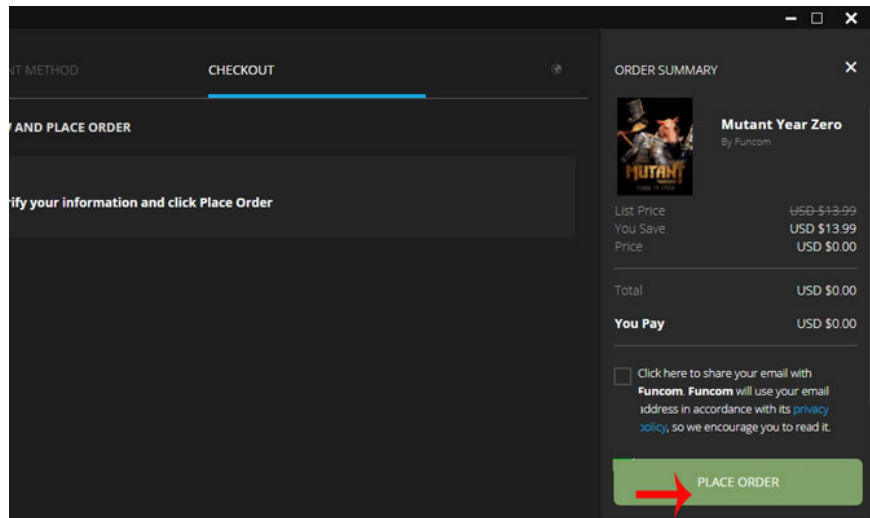 NT METHOD
CHECKOUT
AND PLACE ORDER
rify your information and click Place Order
ORDER SUMMARY
MUTANT
Mutant Year Zero
By Funcom
List Price USD $13.99
You Save USD $13.99
Price USD $0.00
Total USD $0.00
You Pay USD $0.00
Click here to share your email with
Funcom. Funcom will use your email
address in accordance with its privacy
policy, so we encourage you to read it.
PLACE ORDER